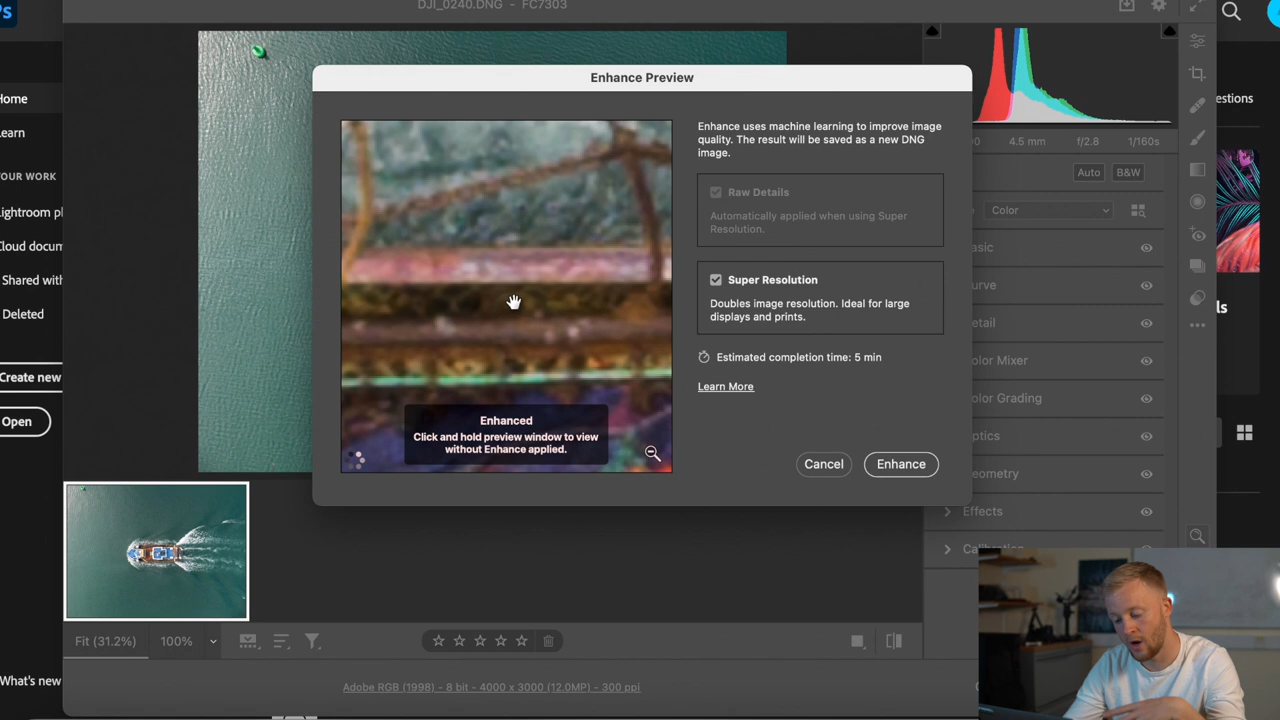 Ps
DJI_0240.DNG - FC7303
Enhance Preview
Home
Learn
YOUR WORK
Lightroom
Cloud
Shared with
Deleted
Create new
Open
What's new
Enhance uses machine learning to improve image
quality. The result will be saved as a new DNG
image.
Raw Details
Automatically applied when using Super
Resolution.
Super Resolution
Doubles image resolution. Ideal for large
displays and prints.
Estimated completion time: 5 min
Learn More
Cancel
Enhance
Enhanced
Click and hold preview window to view
without Enhance applied.
4.5 mm f/2.8 1/160s
Auto B&W
Color
Effects
Fit (31.2%) 100%
Adobe RGB (1998) - 8 bit - 4000 x 3000 (12.0MP) - 300 ppi